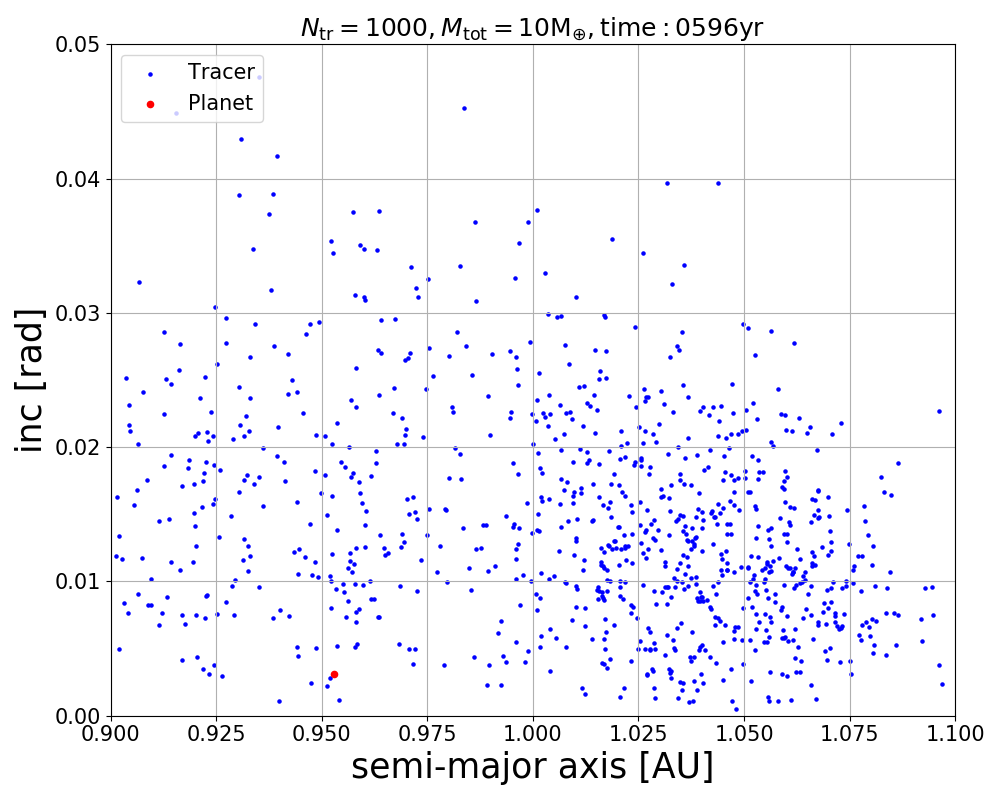 N_tr = 1000, M_tot = 10M_⊕, time : 0596yr
0.05
Tracer
Planet
0.04
0.03
inc [rad]
0.02
0.01
0.00
0.900 0.925 0.950 0.975 1.000 1.025 1.050 1.075 1.100
semi-major axis [AU]